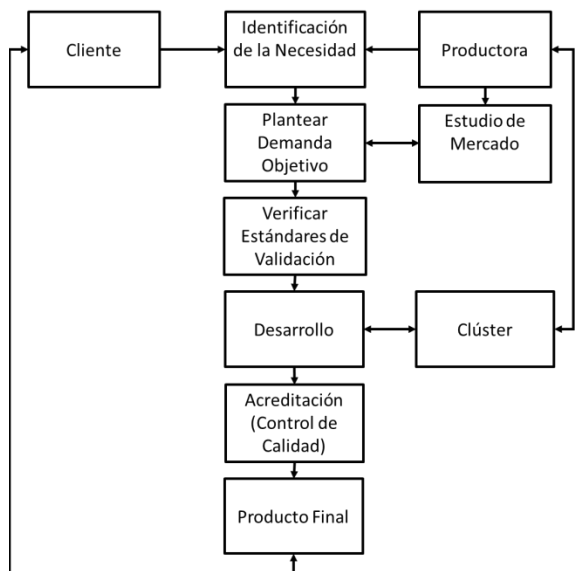 Cliente
Identificación
de la Necesidad
Productora
Plantear
Demanda
Objetivo
Estudio de
Mercado
Verificar
Estándares de
Validación
Desarrollo
Clúster
Acreditación
(Control de
Calidad)
Producto Final